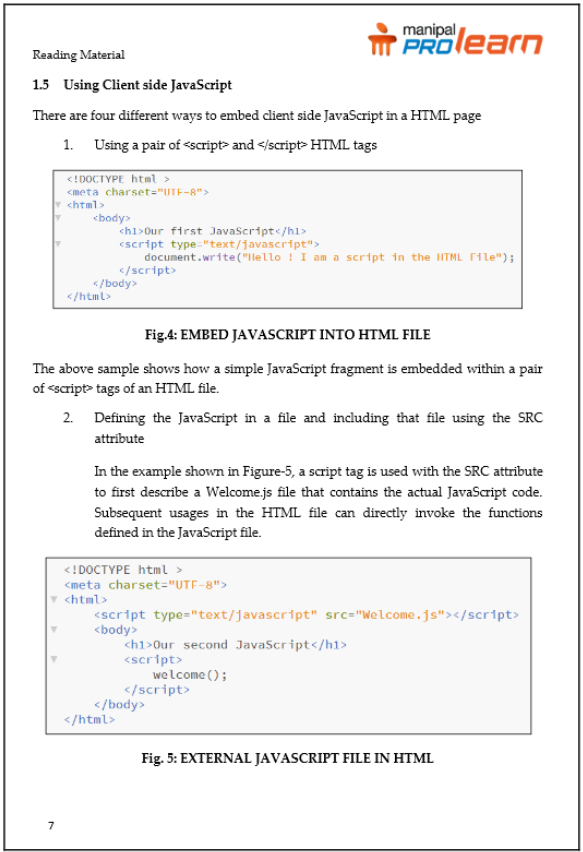 manipal
PROlearn
Reading Material
1.5 Using Client side JavaScript
There are four different ways to embed client side JavaScript in a HTML page
1. Using a pair of <script> and </script> HTML tags
<!DOCTYPE html >
<meta charset="UTF-8">
<html>
<body>
<h1>Our first JavaScript</h1>
<script type="text/javascript">
document.write("Hello ! I am a script in the HTML File");
</script>
</body>
</html>
Fig.4: EMBED JAVASCRIPT INTO HTML FILE
The above sample shows how a simple JavaScript fragment is embedded within a pair
of <script> tags of an HTML file.
2. Defining the JavaScript in a file and including that file using the SRC
attribute
In the example shown in Figure-5, a script tag is used with the SRC attribute
to first describe a Welcome.js file that contains the actual JavaScript code.
Subsequent usages in the HTML file can directly invoke the functions
defined in the JavaScript file.
<!DOCTYPE html >
<meta charset="UTF-8">
<html>
<script type="text/javascript" src="Welcome.js"></script>
<body>
<h1>Our second JavaScript</h1>
<script>
welcome();
</script>
</body>
</html>
Fig. 5: EXTERNAL JAVASCRIPT FILE IN HTML
7